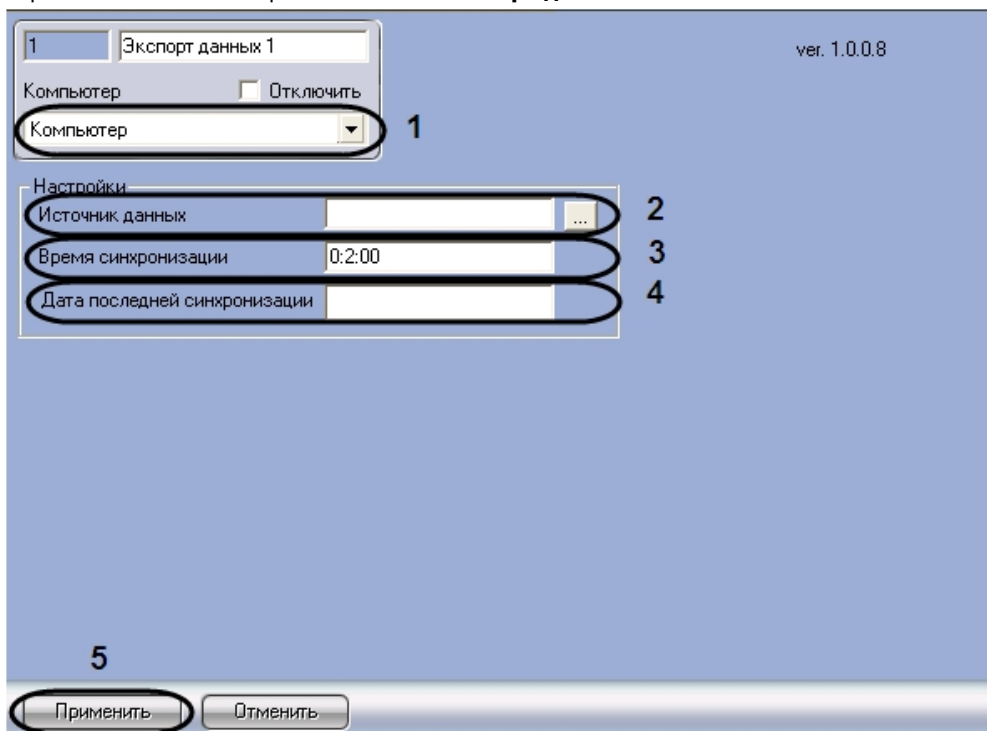 1 Экспорт данных 1
ver. 1.0.0.8
Компьютер Отключить
Компьютер 1
Настройки
Источник данных ... 2
Время синхронизации 0:2:00 3
Дата последней синхронизации 4
5
Применить Отменить